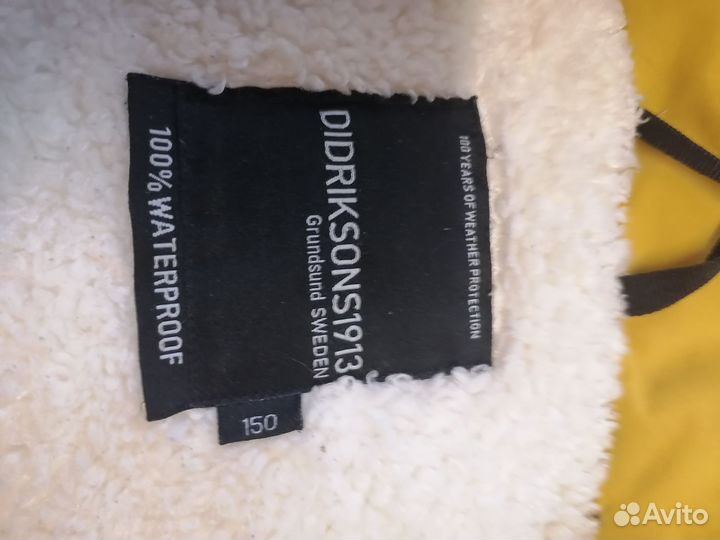 100 YEARS OF WEATHER PROTECTION
DIDRIKSONS1913
Grundsund SWEDEN
100% WATERPROOF
150
Avito